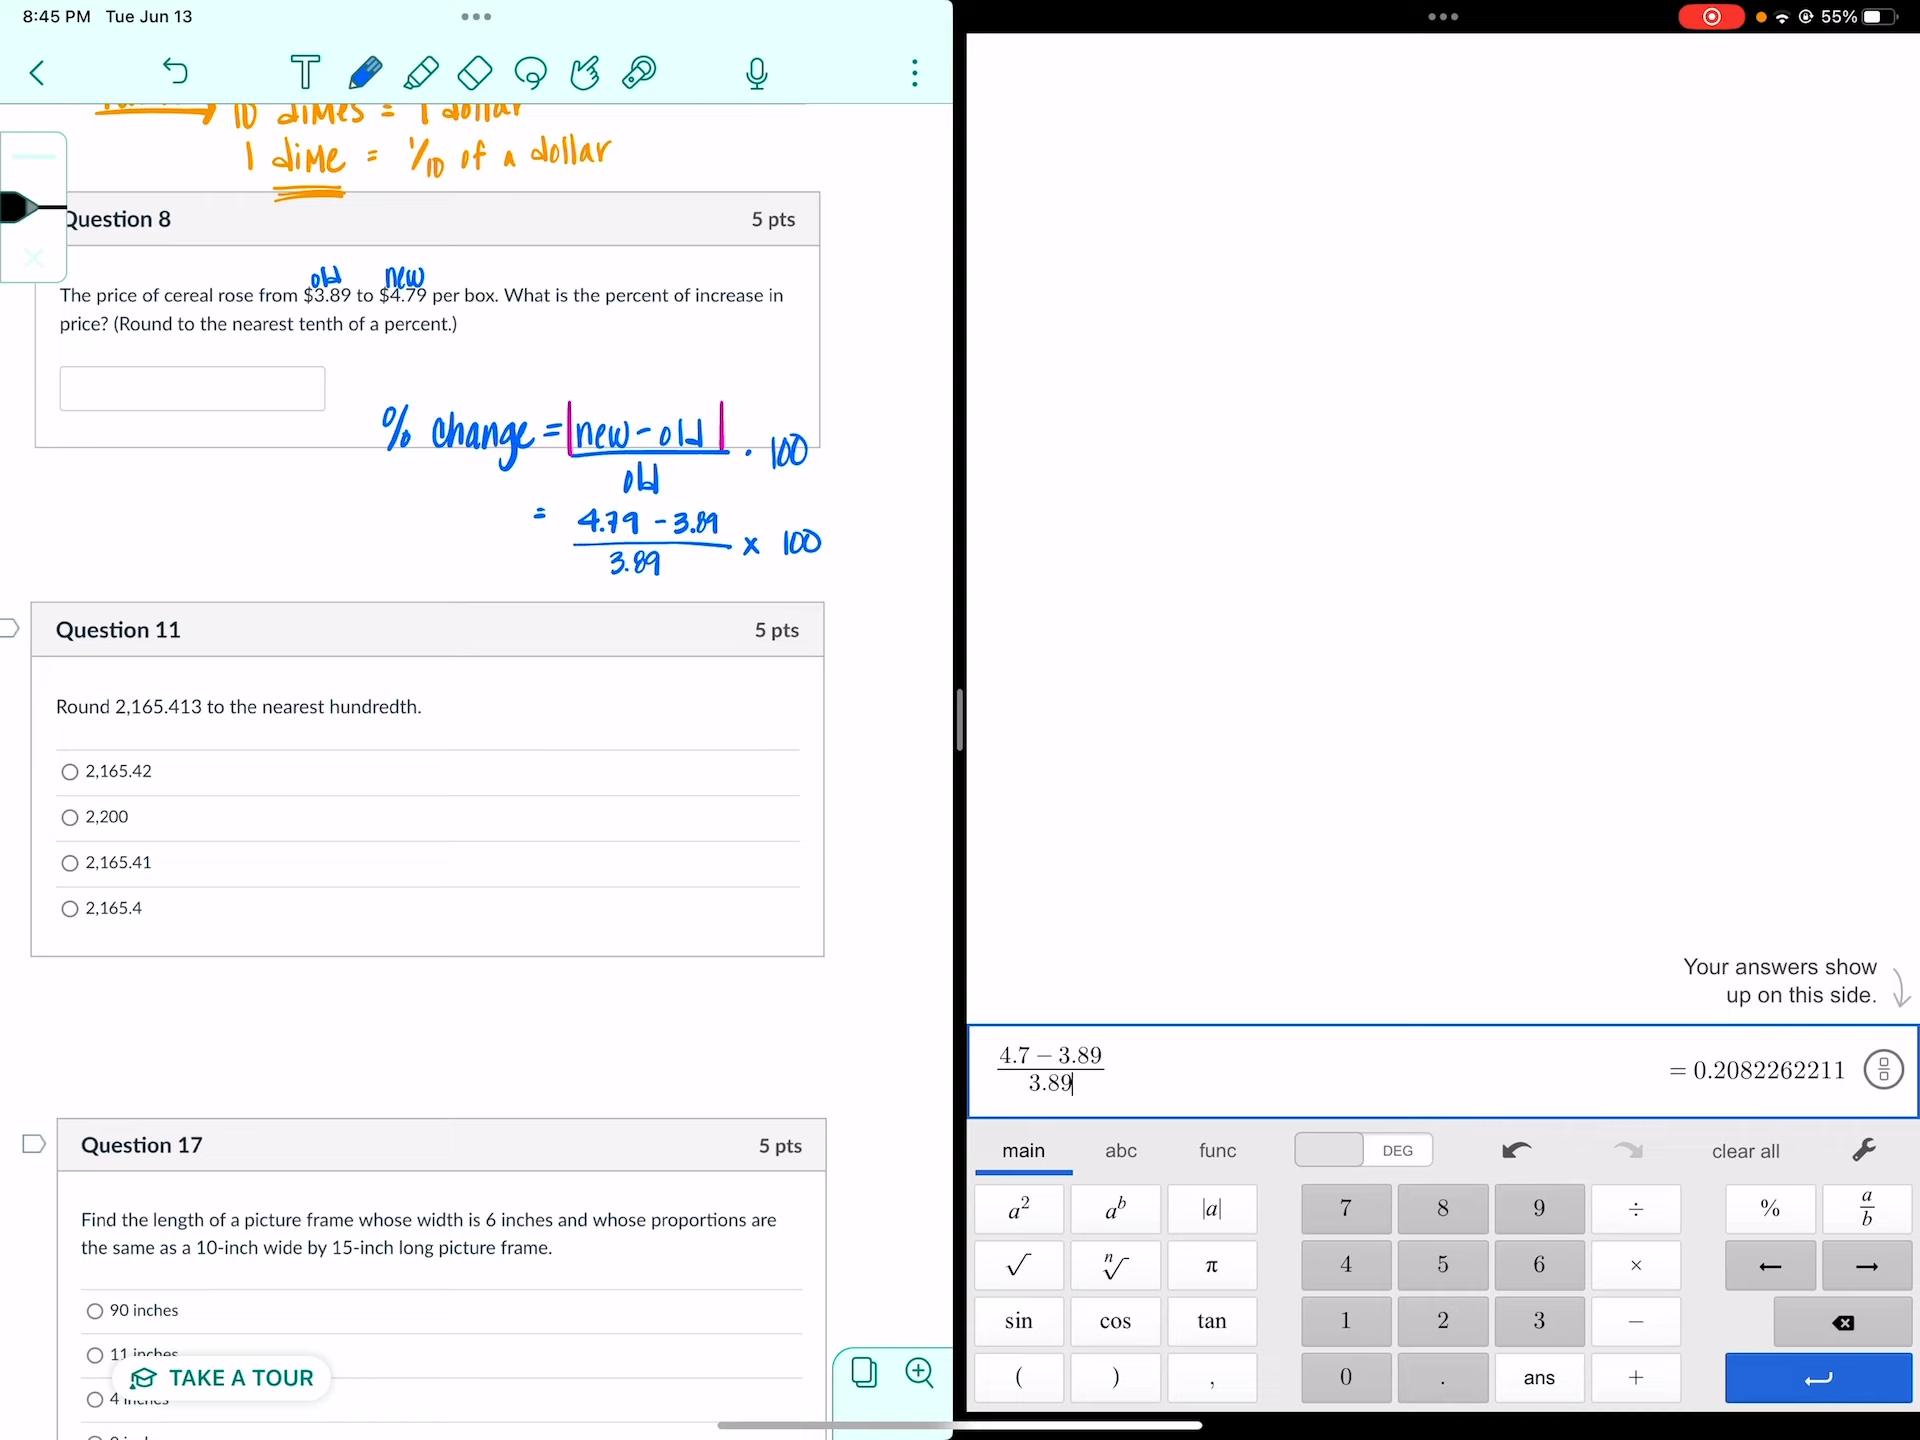 8:45 PM Tue Jun 13
55%
T
10 dimes = 1 dollar
1 dime = 1/10 of a dollar
Question 8 5 pts
old new
The price of cereal rose from $3.89 to $4.79 per box. What is the percent of increase in
price? (Round to the nearest tenth of a percent.)
% change = |new - old| / old · 100
= 4.79 - 3.89 / 3.89 x 100
Question 11 5 pts
Round 2,165.413 to the nearest hundredth.
2,165.42
2,200
2,165.41
2,165.4
Question 17 5 pts
Find the length of a picture frame whose width is 6 inches and whose proportions are
the same as a 10-inch wide by 15-inch long picture frame.
90 inches
11 inches
4 inches
TAKE A TOUR
Your answers show
up on this side.
4.7 − 3.89 / 3.89 = 0.2082262211
main abc func DEG clear all
a² aᵇ |a| 7 8 9 ÷ % a/b
√ ⁿ√ π 4 5 6 × ← →
sin cos tan 1 2 3 −
( ) , 0 . ans +